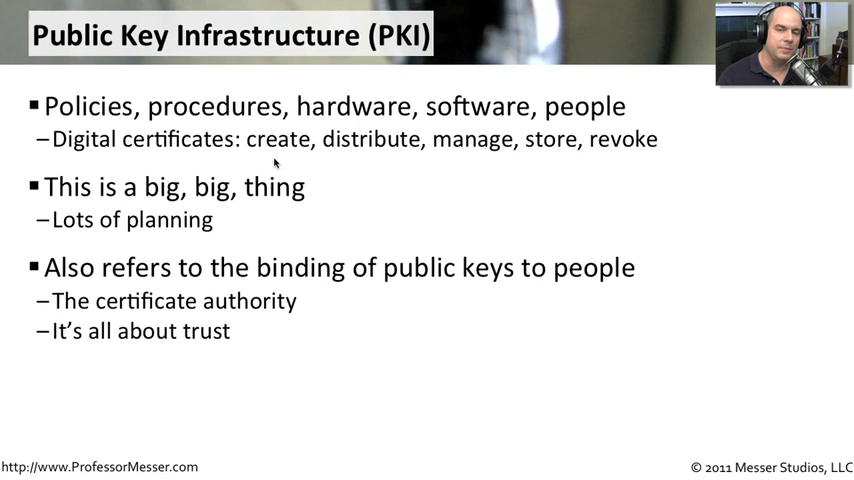 Public Key Infrastructure (PKI)
▪Policies, procedures, hardware, software, people
–Digital certificates: create, distribute, manage, store, revoke
▪This is a big, big, thing
–Lots of planning
▪Also refers to the binding of public keys to people
–The certificate authority
–It's all about trust
http://www.ProfessorMesser.com
© 2011 Messer Studios, LLC